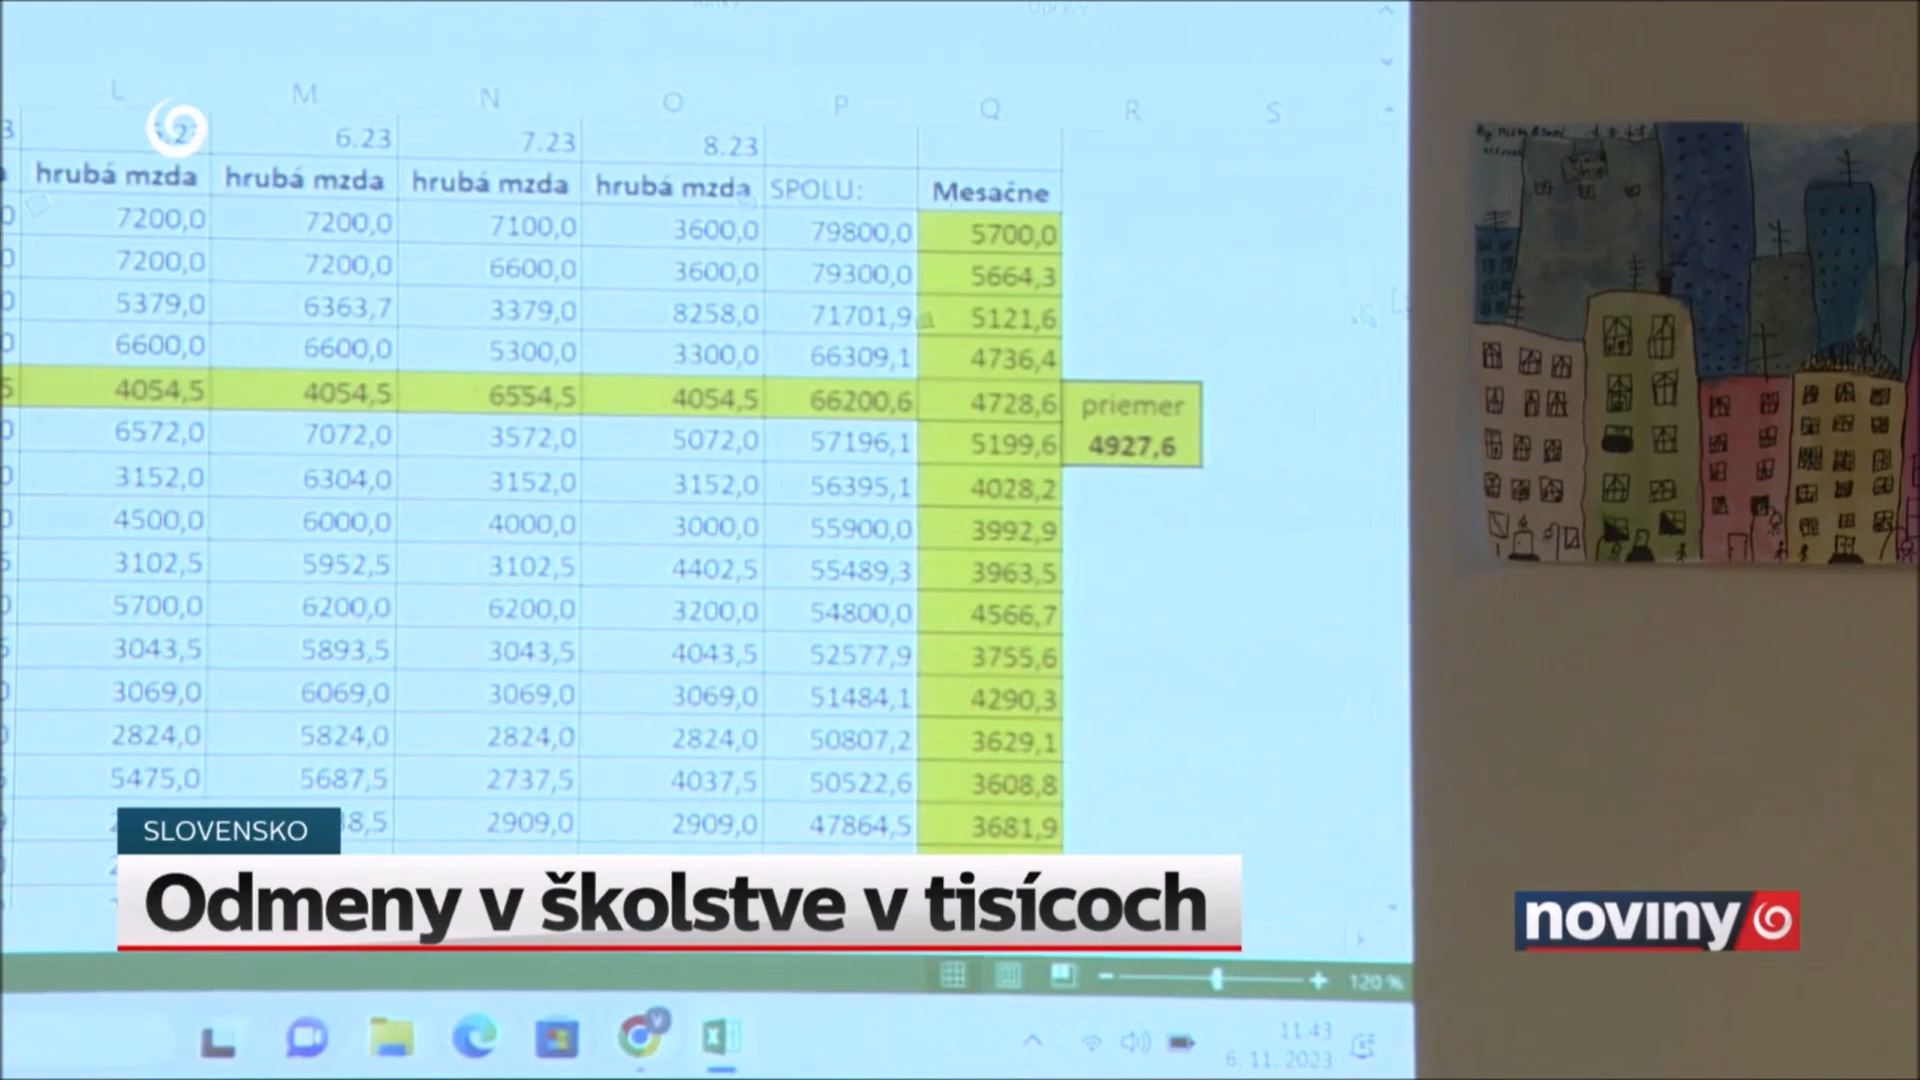 L M N O P Q R S
6.23 7.23 8.23
hrubá mzda hrubá mzda hrubá mzda hrubá mzda SPOLU: Mesačne
7200,0 7200,0 7100,0 3600,0 79800,0 5700,0
7200,0 7200,0 6600,0 3600,0 79300,0 5664,3
5379,0 6363,7 3379,0 8258,0 71701,9 5121,6
6600,0 6600,0 5300,0 3300,0 66309,1 4736,4
4054,5 4054,5 6554,5 4054,5 66200,6 4728,6 priemer
6572,0 7072,0 3572,0 5072,0 57196,1 5199,6 4927,6
3152,0 6304,0 3152,0 3152,0 56395,1 4028,2
4500,0 6000,0 4000,0 3000,0 55900,0 3992,9
3102,5 5952,5 3102,5 4402,5 55489,3 3963,5
5700,0 6200,0 6200,0 3200,0 54800,0 4566,7
3043,5 5893,5 3043,5 4043,5 52577,9 3755,6
3069,0 6069,0 3069,0 3069,0 51484,1 4290,3
2824,0 5824,0 2824,0 2824,0 50807,2 3629,1
5475,0 5687,5 2737,5 4037,5 50522,6 3608,8
8,5 2909,0 2909,0 47864,5 3681,9
SLOVENSKO
Odmeny v školstve v tisícoch
noviny
120 %
11:43
6. 11. 2023